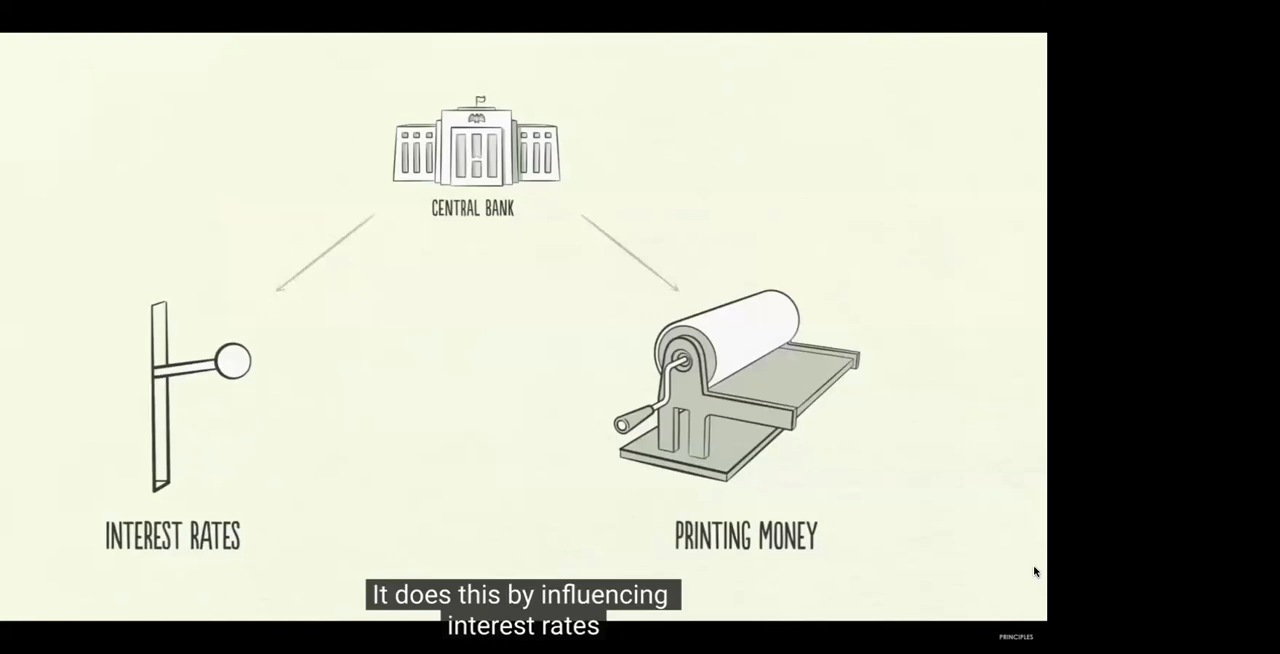 CENTRAL BANK
INTEREST RATES
PRINTING MONEY
It does this by influencing
interest rates
PRINCIPLES